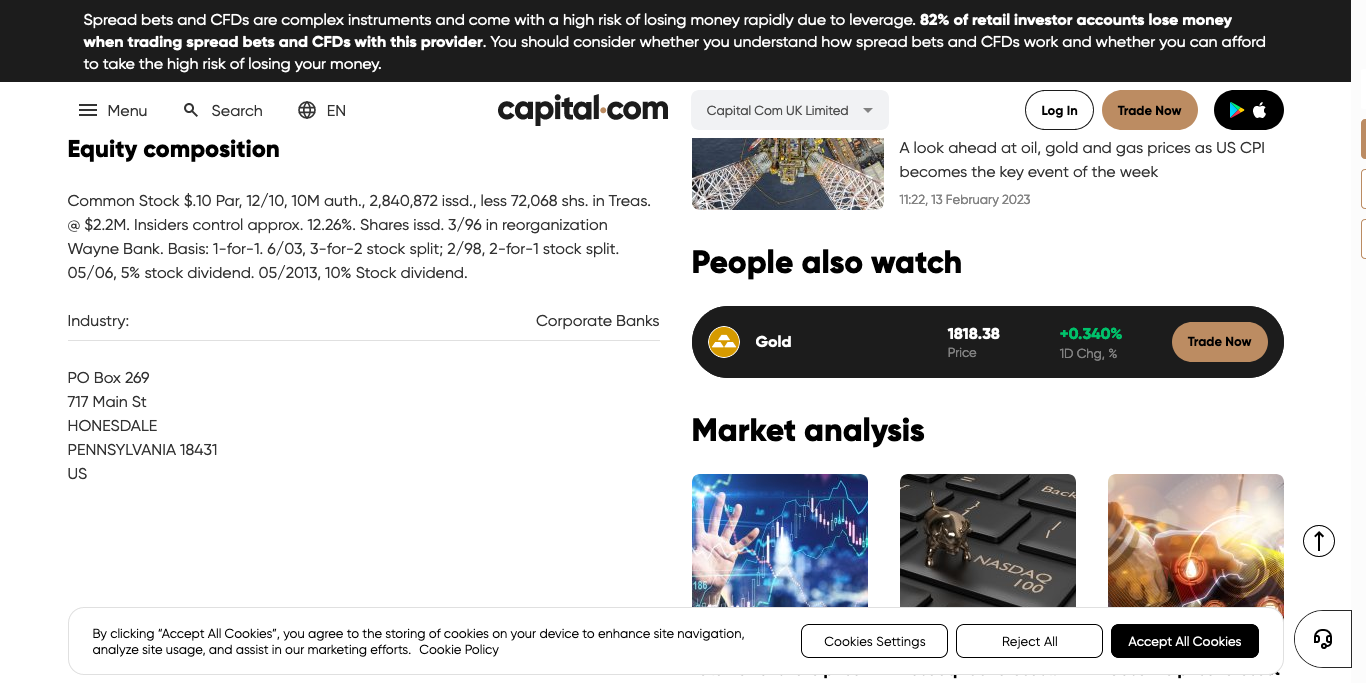 Spread bets and CFDs are complex instruments and come with a high risk of losing money rapidly due to leverage. 82% of retail investor accounts lose money
when trading spread bets and CFDs with this provider. You should consider whether you understand how spread bets and CFDs work and whether you can afford
to take the high risk of losing your money.
Menu
Search
EN
capital.com
Capital Com UK Limited
Log In
Trade Now
Equity composition
Common Stock $.10 Par, 12/10, 10M auth., 2,840,872 issd., less 72,068 shs. in Treas.
@ $2.2M. Insiders control approx. 12.26%. Shares issd. 3/96 in reorganization
Wayne Bank. Basis: 1-for-1. 6/03, 3-for-2 stock split; 2/98, 2-for-1 stock split.
05/06, 5% stock dividend. 05/2013, 10% Stock dividend.
Industry:
Corporate Banks
PO Box 269
717 Main St
HONESDALE
PENNSYLVANIA 18431
US
A look ahead at oil, gold and gas prices as US CPI
becomes the key event of the week
11:22, 13 February 2023
People also watch
Gold
1818.38
Price
+0.340%
1D Chg, %
Trade Now
Market analysis
186
Back
NASDAQ
100
By clicking “Accept All Cookies”, you agree to the storing of cookies on your device to enhance site navigation,
analyze site usage, and assist in our marketing efforts. Cookie Policy
Cookies Settings
Reject All
Accept All Cookies